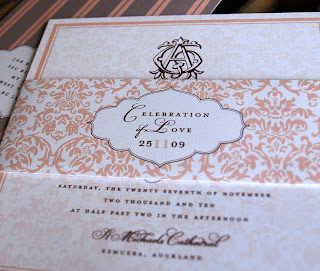 CELEBRATION
of LOVE
251109
SATURDAY, THE TWENTY SEVENTH OF NOVEMBER
TWO THOUSAND AND TEN
AT HALF PAST TWO IN THE AFTERNOON
St Michaels Cathedral
REMUERA, AUCKLAND